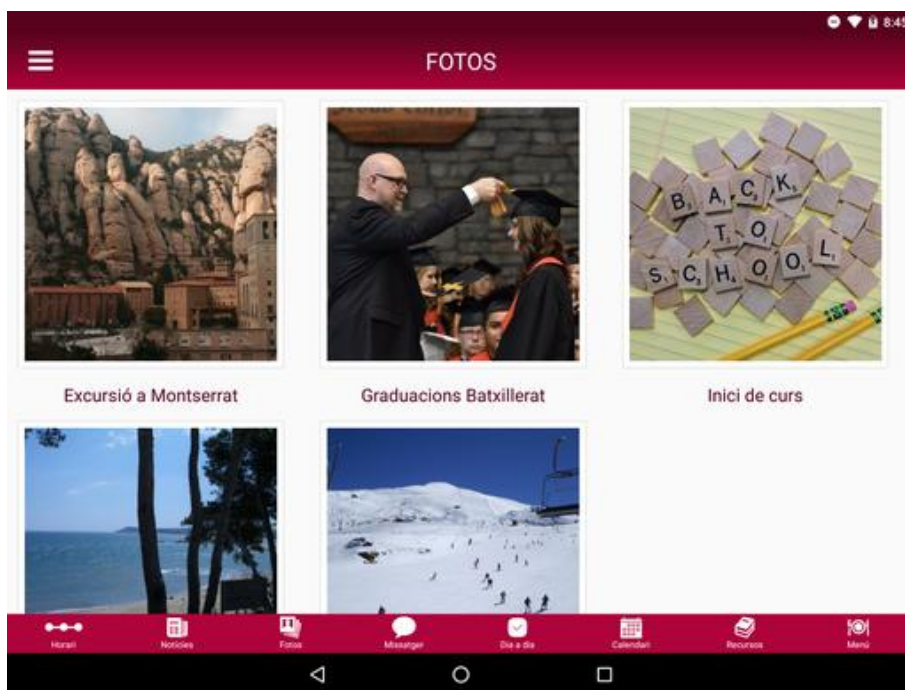 8:45
FOTOS
BACK
TO
SCHOOL
Excursió a Montserrat
Graduacions Batxillerat
Inici de curs
Horari
Notícies
Fotos
Missatger
Dia a dia
Calendari
Recursos
Menú